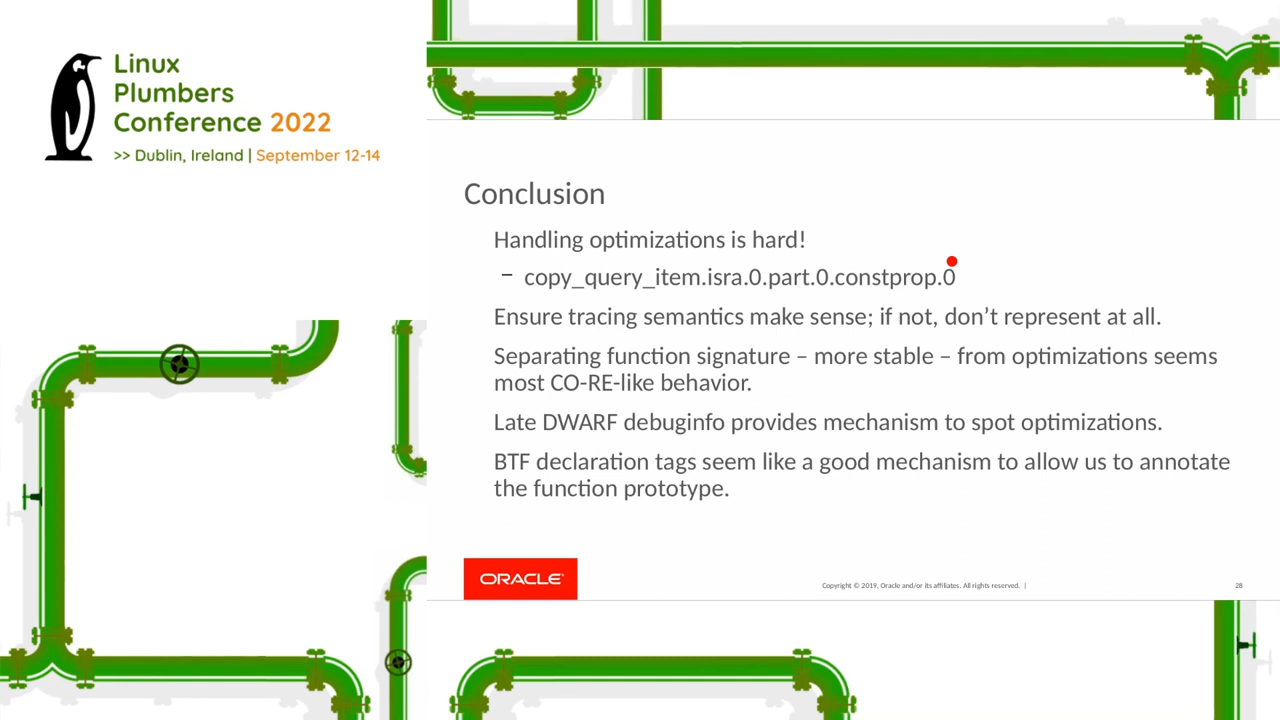 Linux
Plumbers
Conference 2022
>> Dublin, Ireland | September 12-14
Conclusion
Handling optimizations is hard!
– copy_query_item.isra.0.part.0.constprop.0
Ensure tracing semantics make sense; if not, don’t represent at all.
Separating function signature – more stable – from optimizations seems
most CO-RE-like behavior.
Late DWARF debuginfo provides mechanism to spot optimizations.
BTF declaration tags seem like a good mechanism to allow us to annotate
the function prototype.
ORACLE
Copyright © 2019, Oracle and/or its affiliates. All rights reserved. |
28